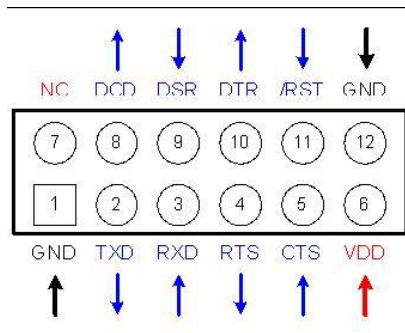 NC DCD DSR DTR /RST GND
7 8 9 10 11 12
1 2 3 4 5 6
GND TXD RXD RTS CTS VDD